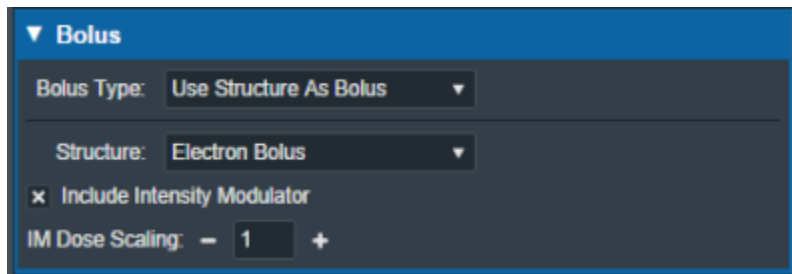 Bolus
Bolus Type: Use Structure As Bolus
Structure: Electron Bolus
Include Intensity Modulator
IM Dose Scaling: − 1 +